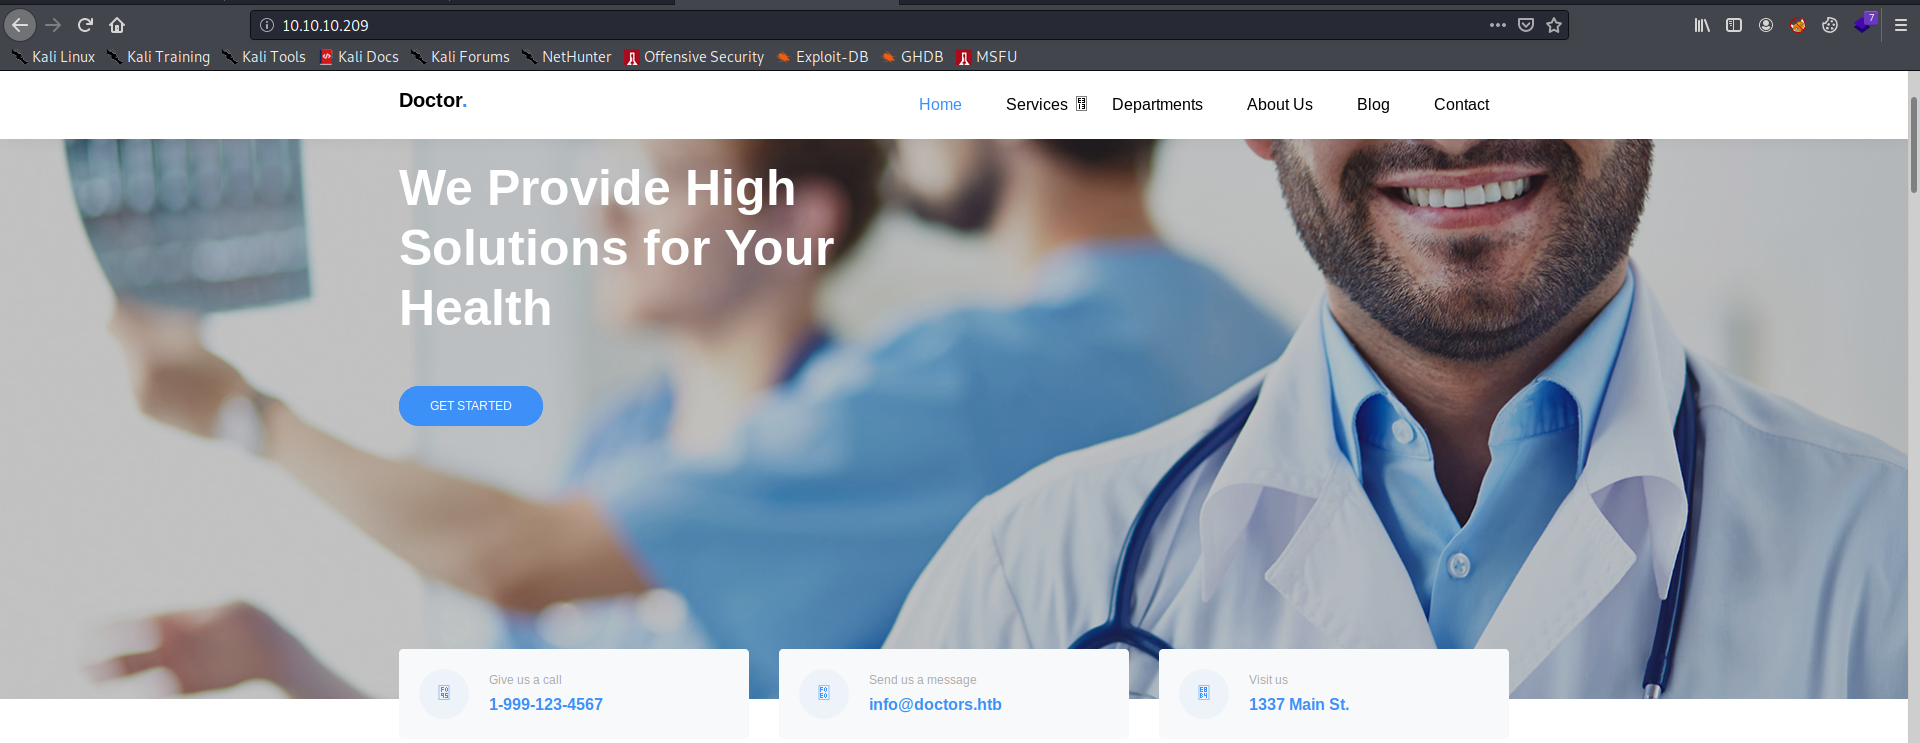 10.10.10.209
7
Kali Linux Kali Training Kali Tools Kali Docs Kali Forums NetHunter Offensive Security Exploit-DB GHDB MSFU
Doctor.
Home Services Departments About Us Blog Contact
We Provide High
Solutions for Your
Health
GET STARTED
Give us a call
1-999-123-4567
Send us a message
info@doctors.htb
Visit us
1337 Main St.